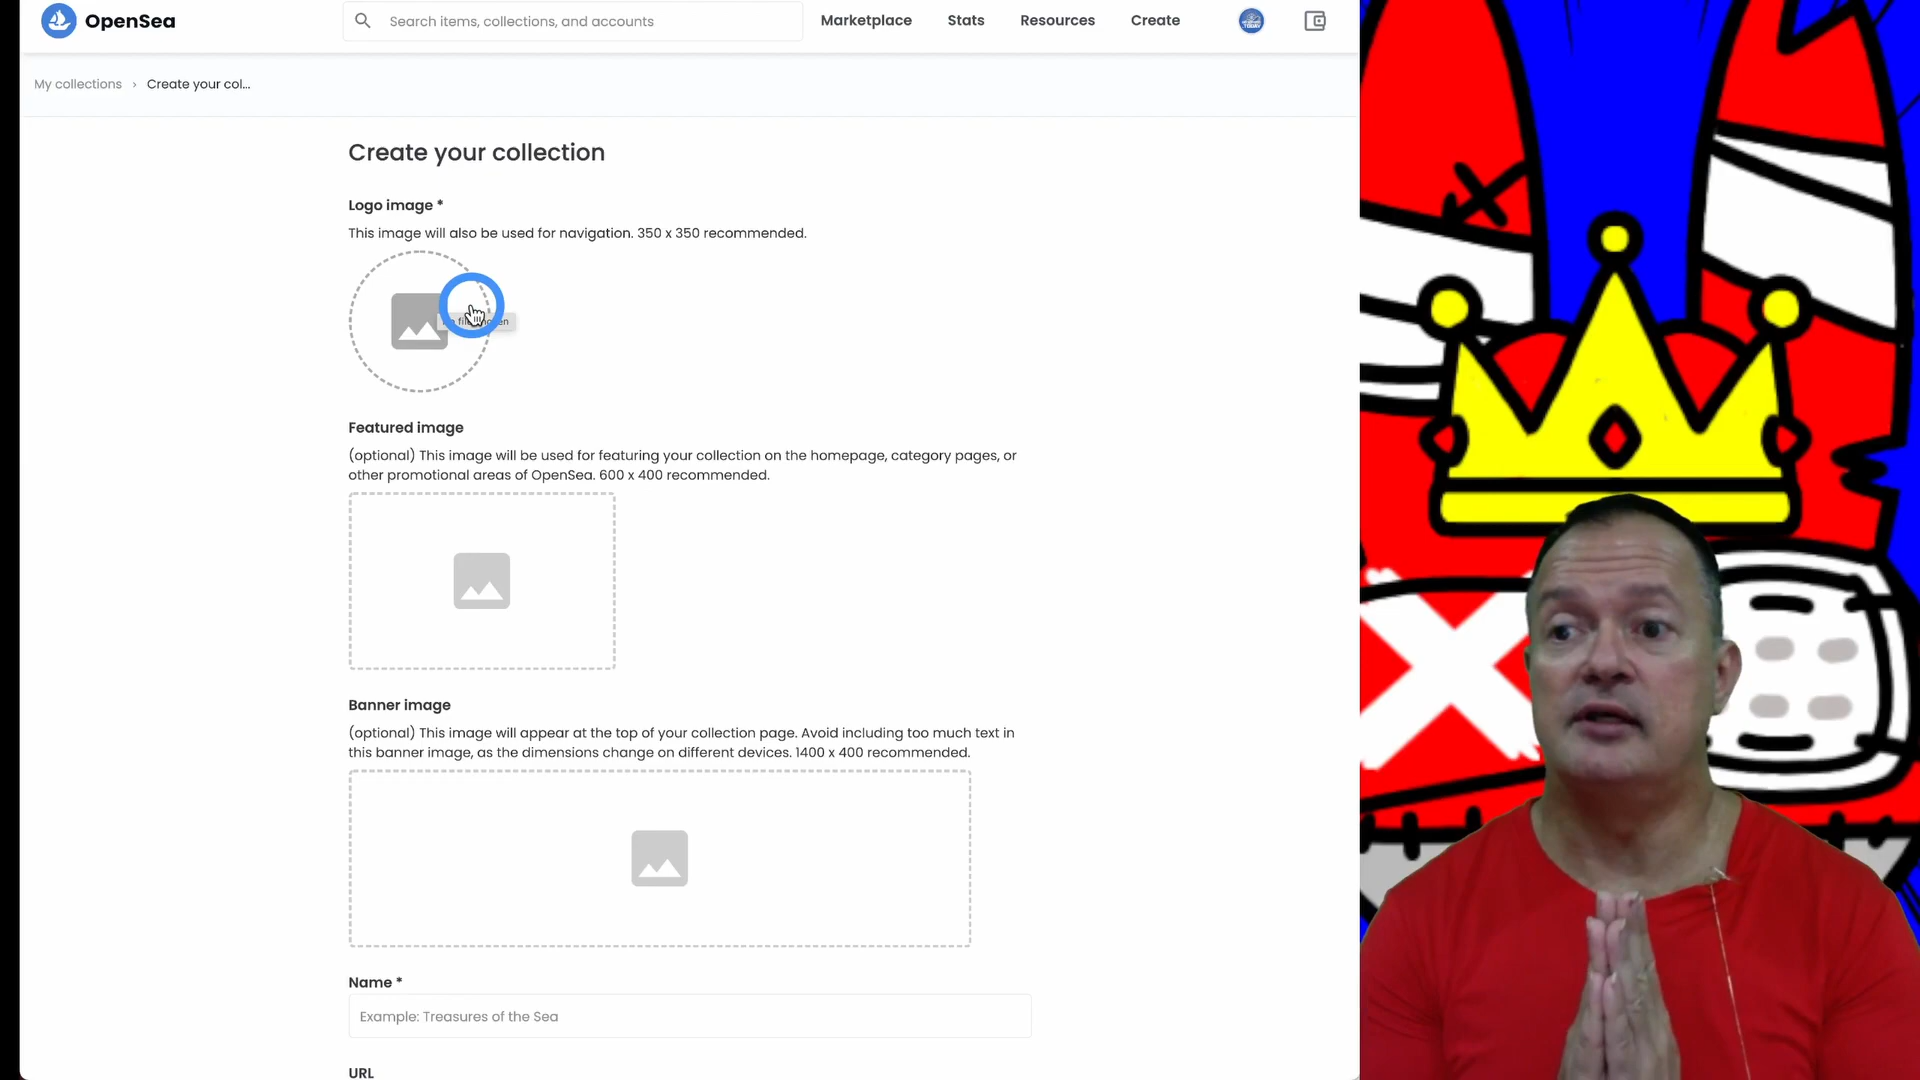 OpenSea
Search items, collections, and accounts
Marketplace
Stats
Resources
Create
My collections › Create your col...
Create your collection
Logo image *
This image will also be used for navigation. 350 x 350 recommended.
Featured image
(optional) This image will be used for featuring your collection on the homepage, category pages, or
other promotional areas of OpenSea. 600 x 400 recommended.
Banner image
(optional) This image will appear at the top of your collection page. Avoid including too much text in
this banner image, as the dimensions change on different devices. 1400 x 400 recommended.
Name *
Example: Treasures of the Sea
URL